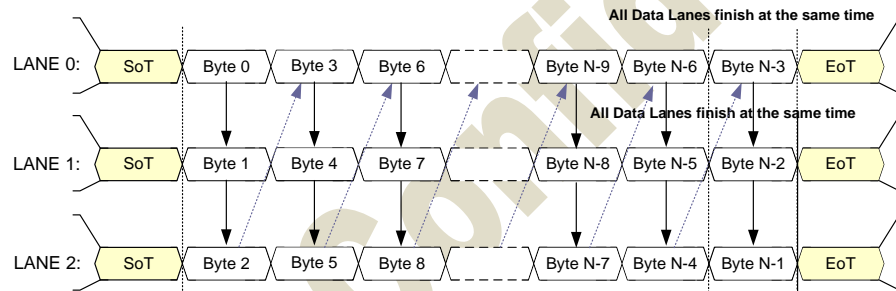 All Data Lanes finish at the same time
LANE 0: SoT Byte 0 Byte 3 Byte 6 Byte N-9 Byte N-6 Byte N-3 EoT
All Data Lanes finish at the same time
LANE 1: SoT Byte 1 Byte 4 Byte 7 Byte N-8 Byte N-5 Byte N-2 EoT
LANE 2: SoT Byte 2 Byte 5 Byte 8 Byte N-7 Byte N-4 Byte N-1 EoT